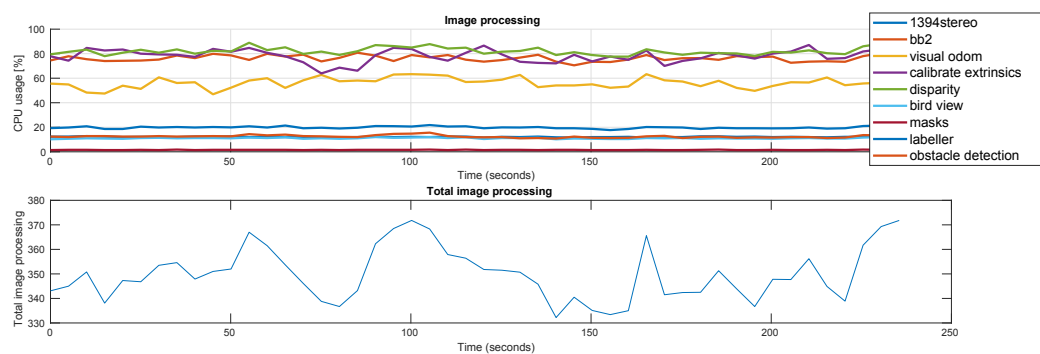 Image processing
CPU usage [%]
100
80
60
40
20
0
0
50
100
150
200
Time (seconds)
1394stereo
bb2
visual odom
calibrate extrinsics
disparity
bird view
masks
labeller
obstacle detection
Total image processing
Total image processing
380
370
360
350
340
330
0
50
100
150
200
250
Time (seconds)